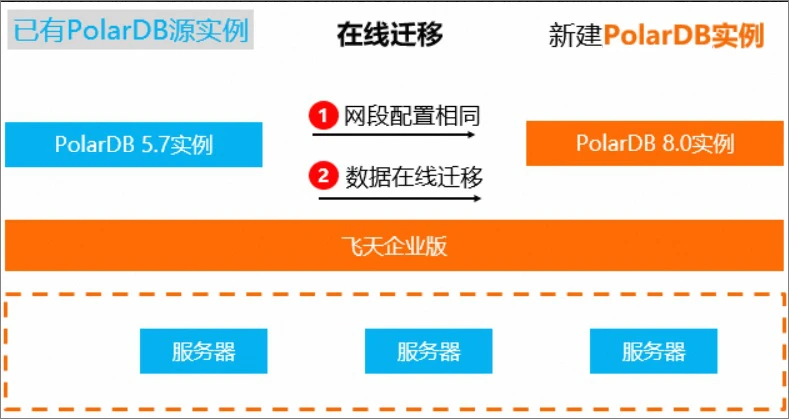 已有PolarDB源实例
在线迁移
新建PolarDB实例
1 网段配置相同
PolarDB 5.7实例
PolarDB 8.0实例
2 数据在线迁移
飞天企业版
服务器
服务器
服务器